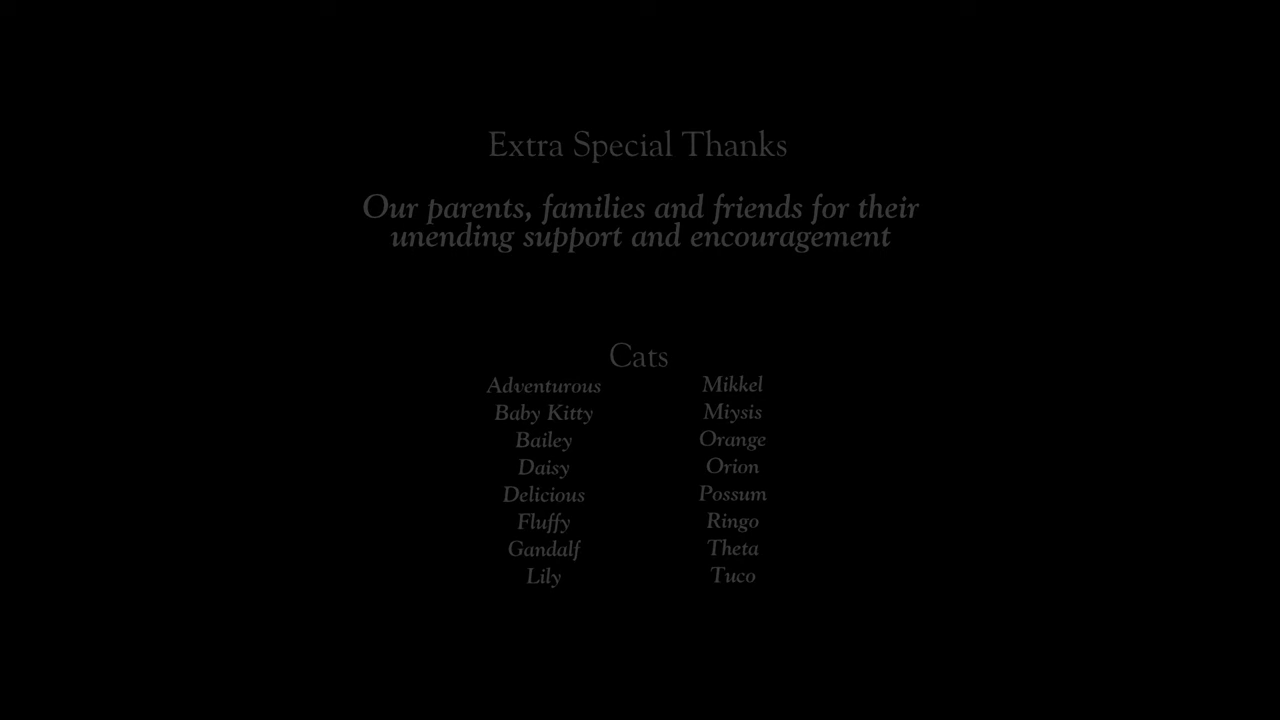 Extra Special Thanks
Our parents, families and friends for their
unending support and encouragement
Cats
Adventurous
Baby Kitty
Bailey
Daisy
Delicious
Fluffy
Gandalf
Lily
Mikkel
Miysis
Orange
Orion
Possum
Ringo
Theta
Tuco